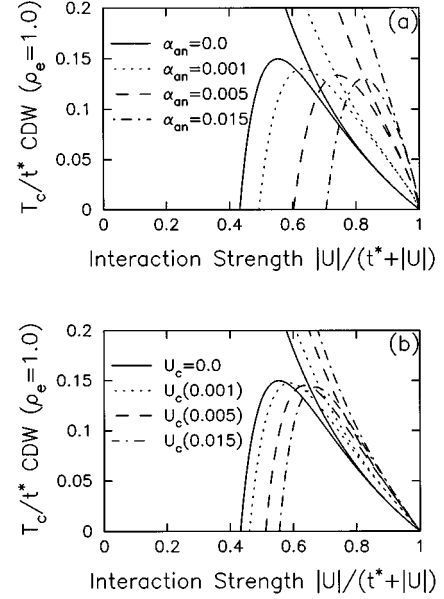 (a)
T_c/t* CDW (ρ_e=1.0)
0.2
0.15
0.1
0.05
0
α_an=0.0
α_an=0.001
α_an=0.005
α_an=0.015
0 0.2 0.4 0.6 0.8 1
Interaction Strength |U|/(t*+|U|)
(b)
T_c/t* CDW (ρ_e=1.0)
0.2
0.15
0.1
0.05
0
U_c=0.0
U_c(0.001)
U_c(0.005)
U_c(0.015)
0 0.2 0.4 0.6 0.8 1
Interaction Strength |U|/(t*+|U|)